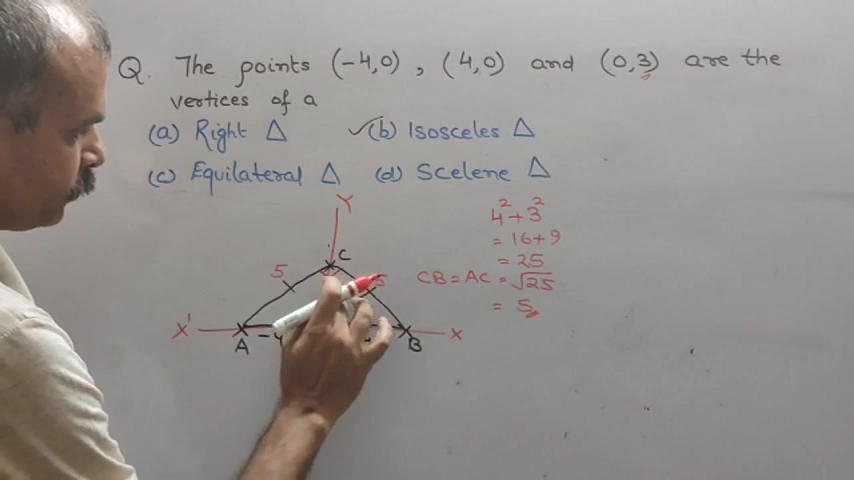 Q. The points (-4,0), (4,0) and (0,3) are the
vertices of a
(a) Right △ ✓(b) Isosceles △
(c) Equilateral △ (d) Scelene △
Y
C
5
5
X' A -4 B X
4²+3²
= 16+9
= 25
CB = AC = √25
= 5